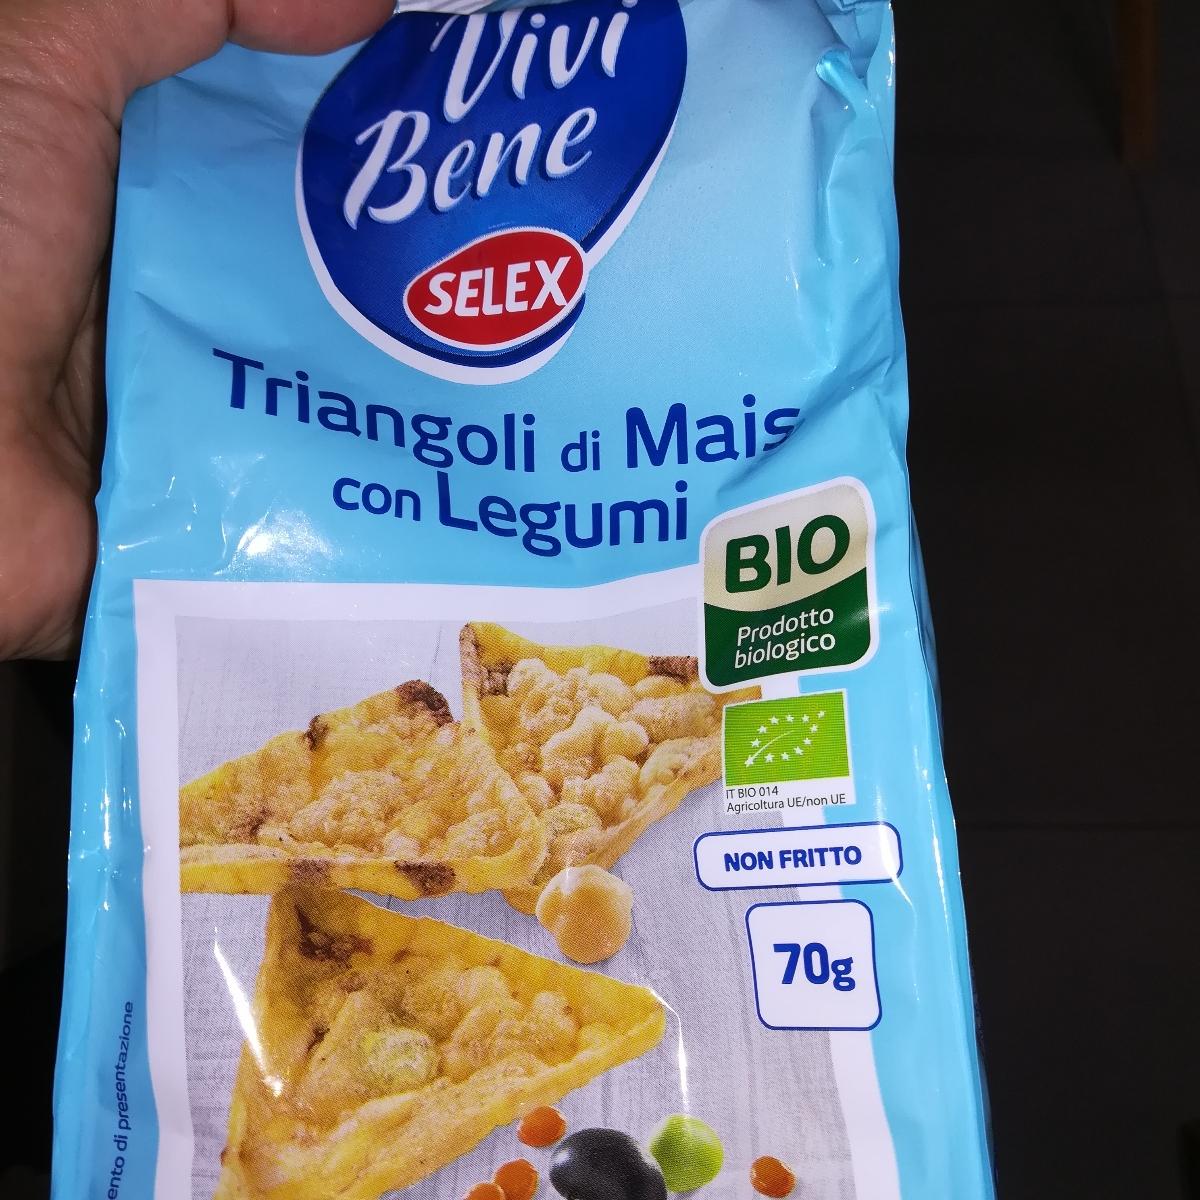 Vivi
Bene
SELEX
Triangoli di Mais
con Legumi
BIO
Prodotto
biologico
IT BIO 014
Agricoltura UE/non UE
NON FRITTO
70g
di presentazione